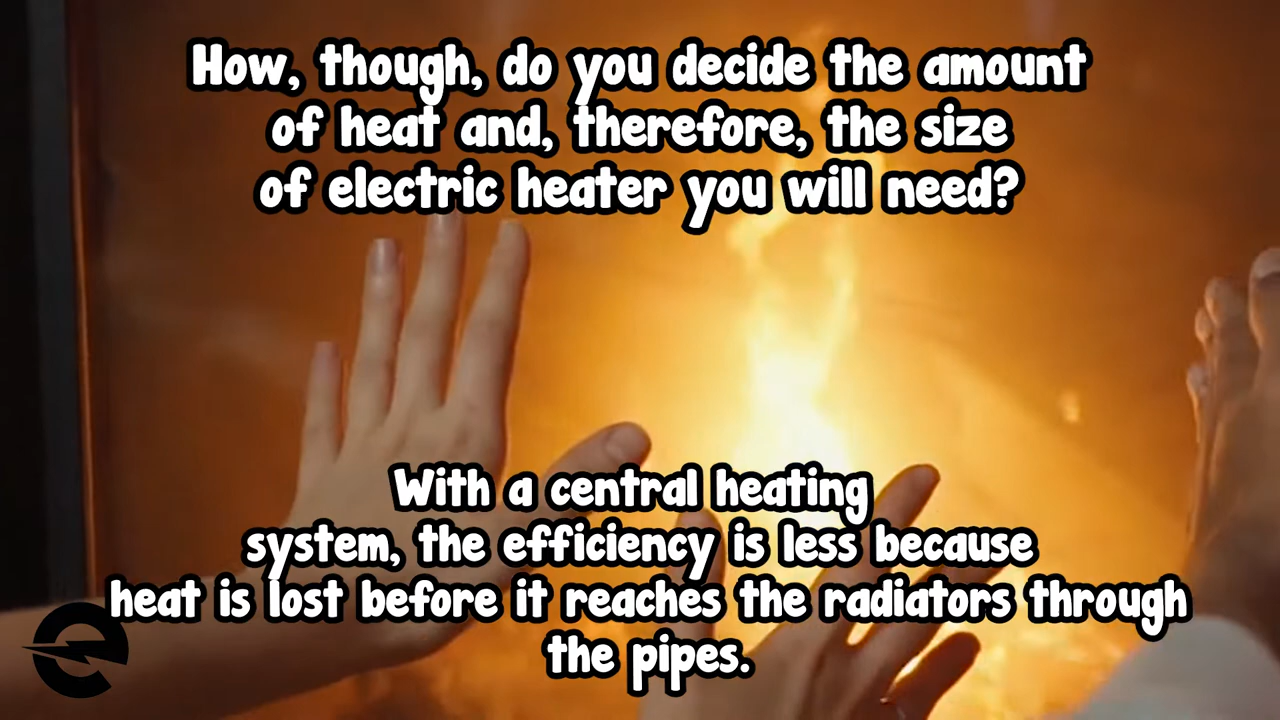 How, though, do you decide the amount
of heat and, therefore, the size
of electric heater you will need?
With a central heating
system, the efficiency is less because
heat is lost before it reaches the radiators through
the pipes.